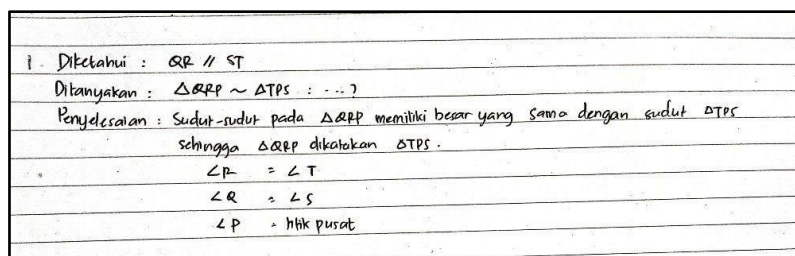 1. Diketahui : QR // ST
Ditanyakan : ΔQRP ~ ΔTPS : ...?
Penyelesaian : Sudut-sudut pada ΔQRP memiliki besar yang sama dengan sudut ΔTPS
sehingga ΔQRP dikatakan ΔTPS.
∠R = ∠T
∠Q = ∠S
∠P = titik pusat